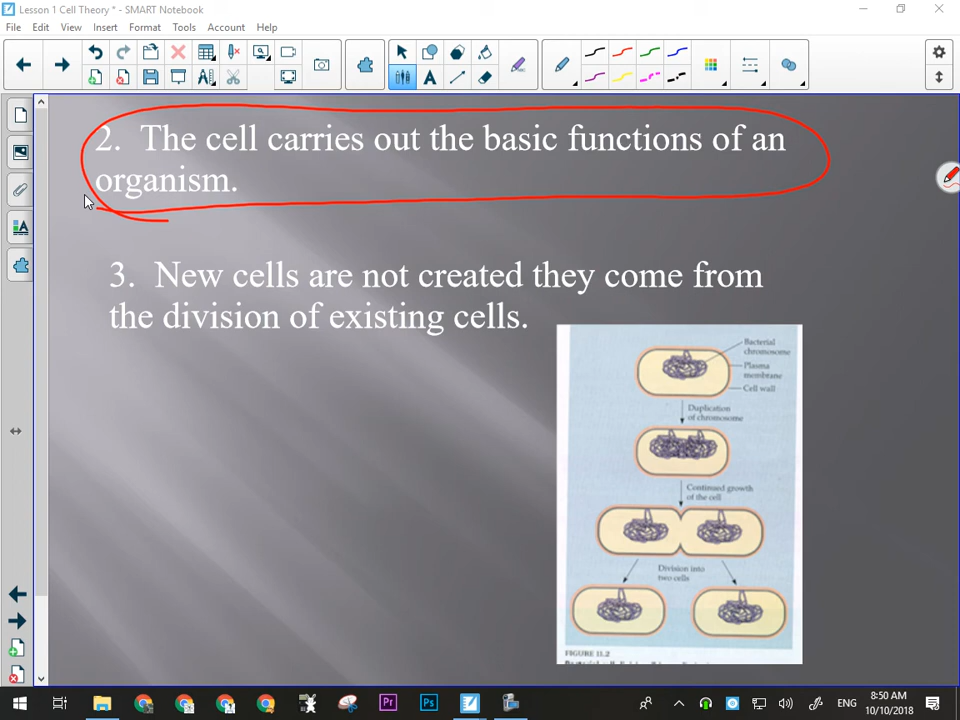 Lesson 1 Cell Theory * - SMART Notebook
File Edit View Insert Format Tools Account Help
2. The cell carries out the basic functions of an
organism.
3. New cells are not created they come from
the division of existing cells.
Bacterial
chromosome
Plasma
membrane
Cell wall
Duplication
of chromosome
Continued growth
of the cell
Division into
two cells
FIGURE 11.2
ENG
8:50 AM
10/10/2018